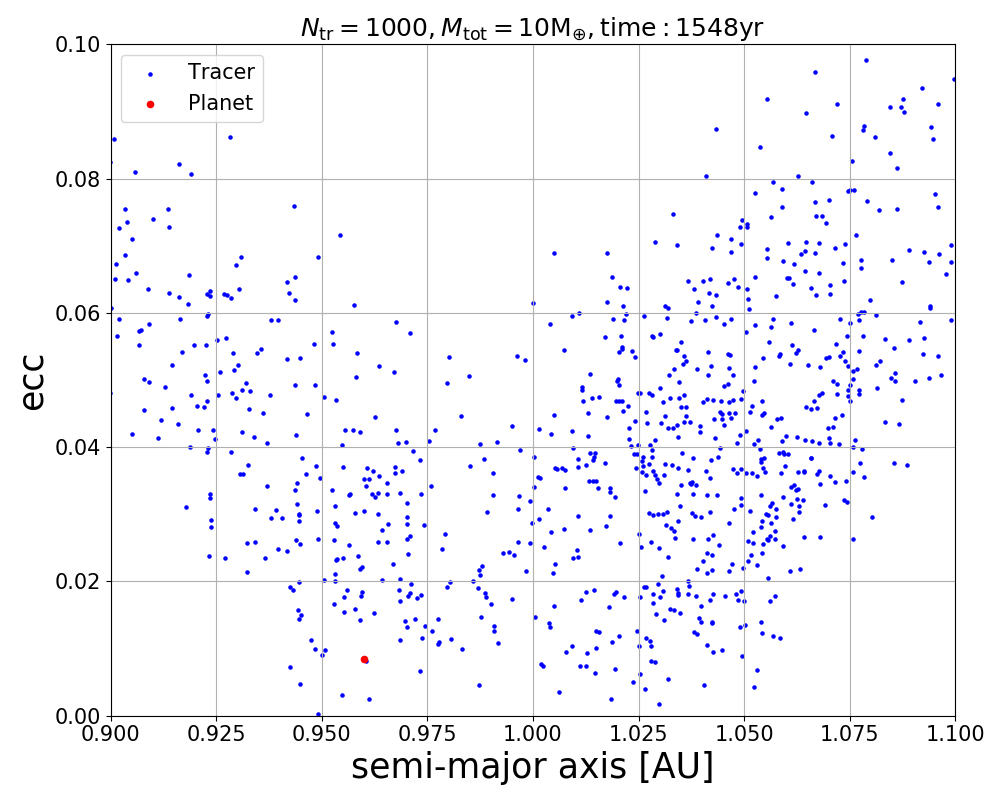 N_tr = 1000, M_tot = 10M_⊕, time : 1548yr
Tracer
Planet
0.10
0.08
0.06
0.04
0.02
0.00
ecc
0.900 0.925 0.950 0.975 1.000 1.025 1.050 1.075 1.100
semi-major axis [AU]